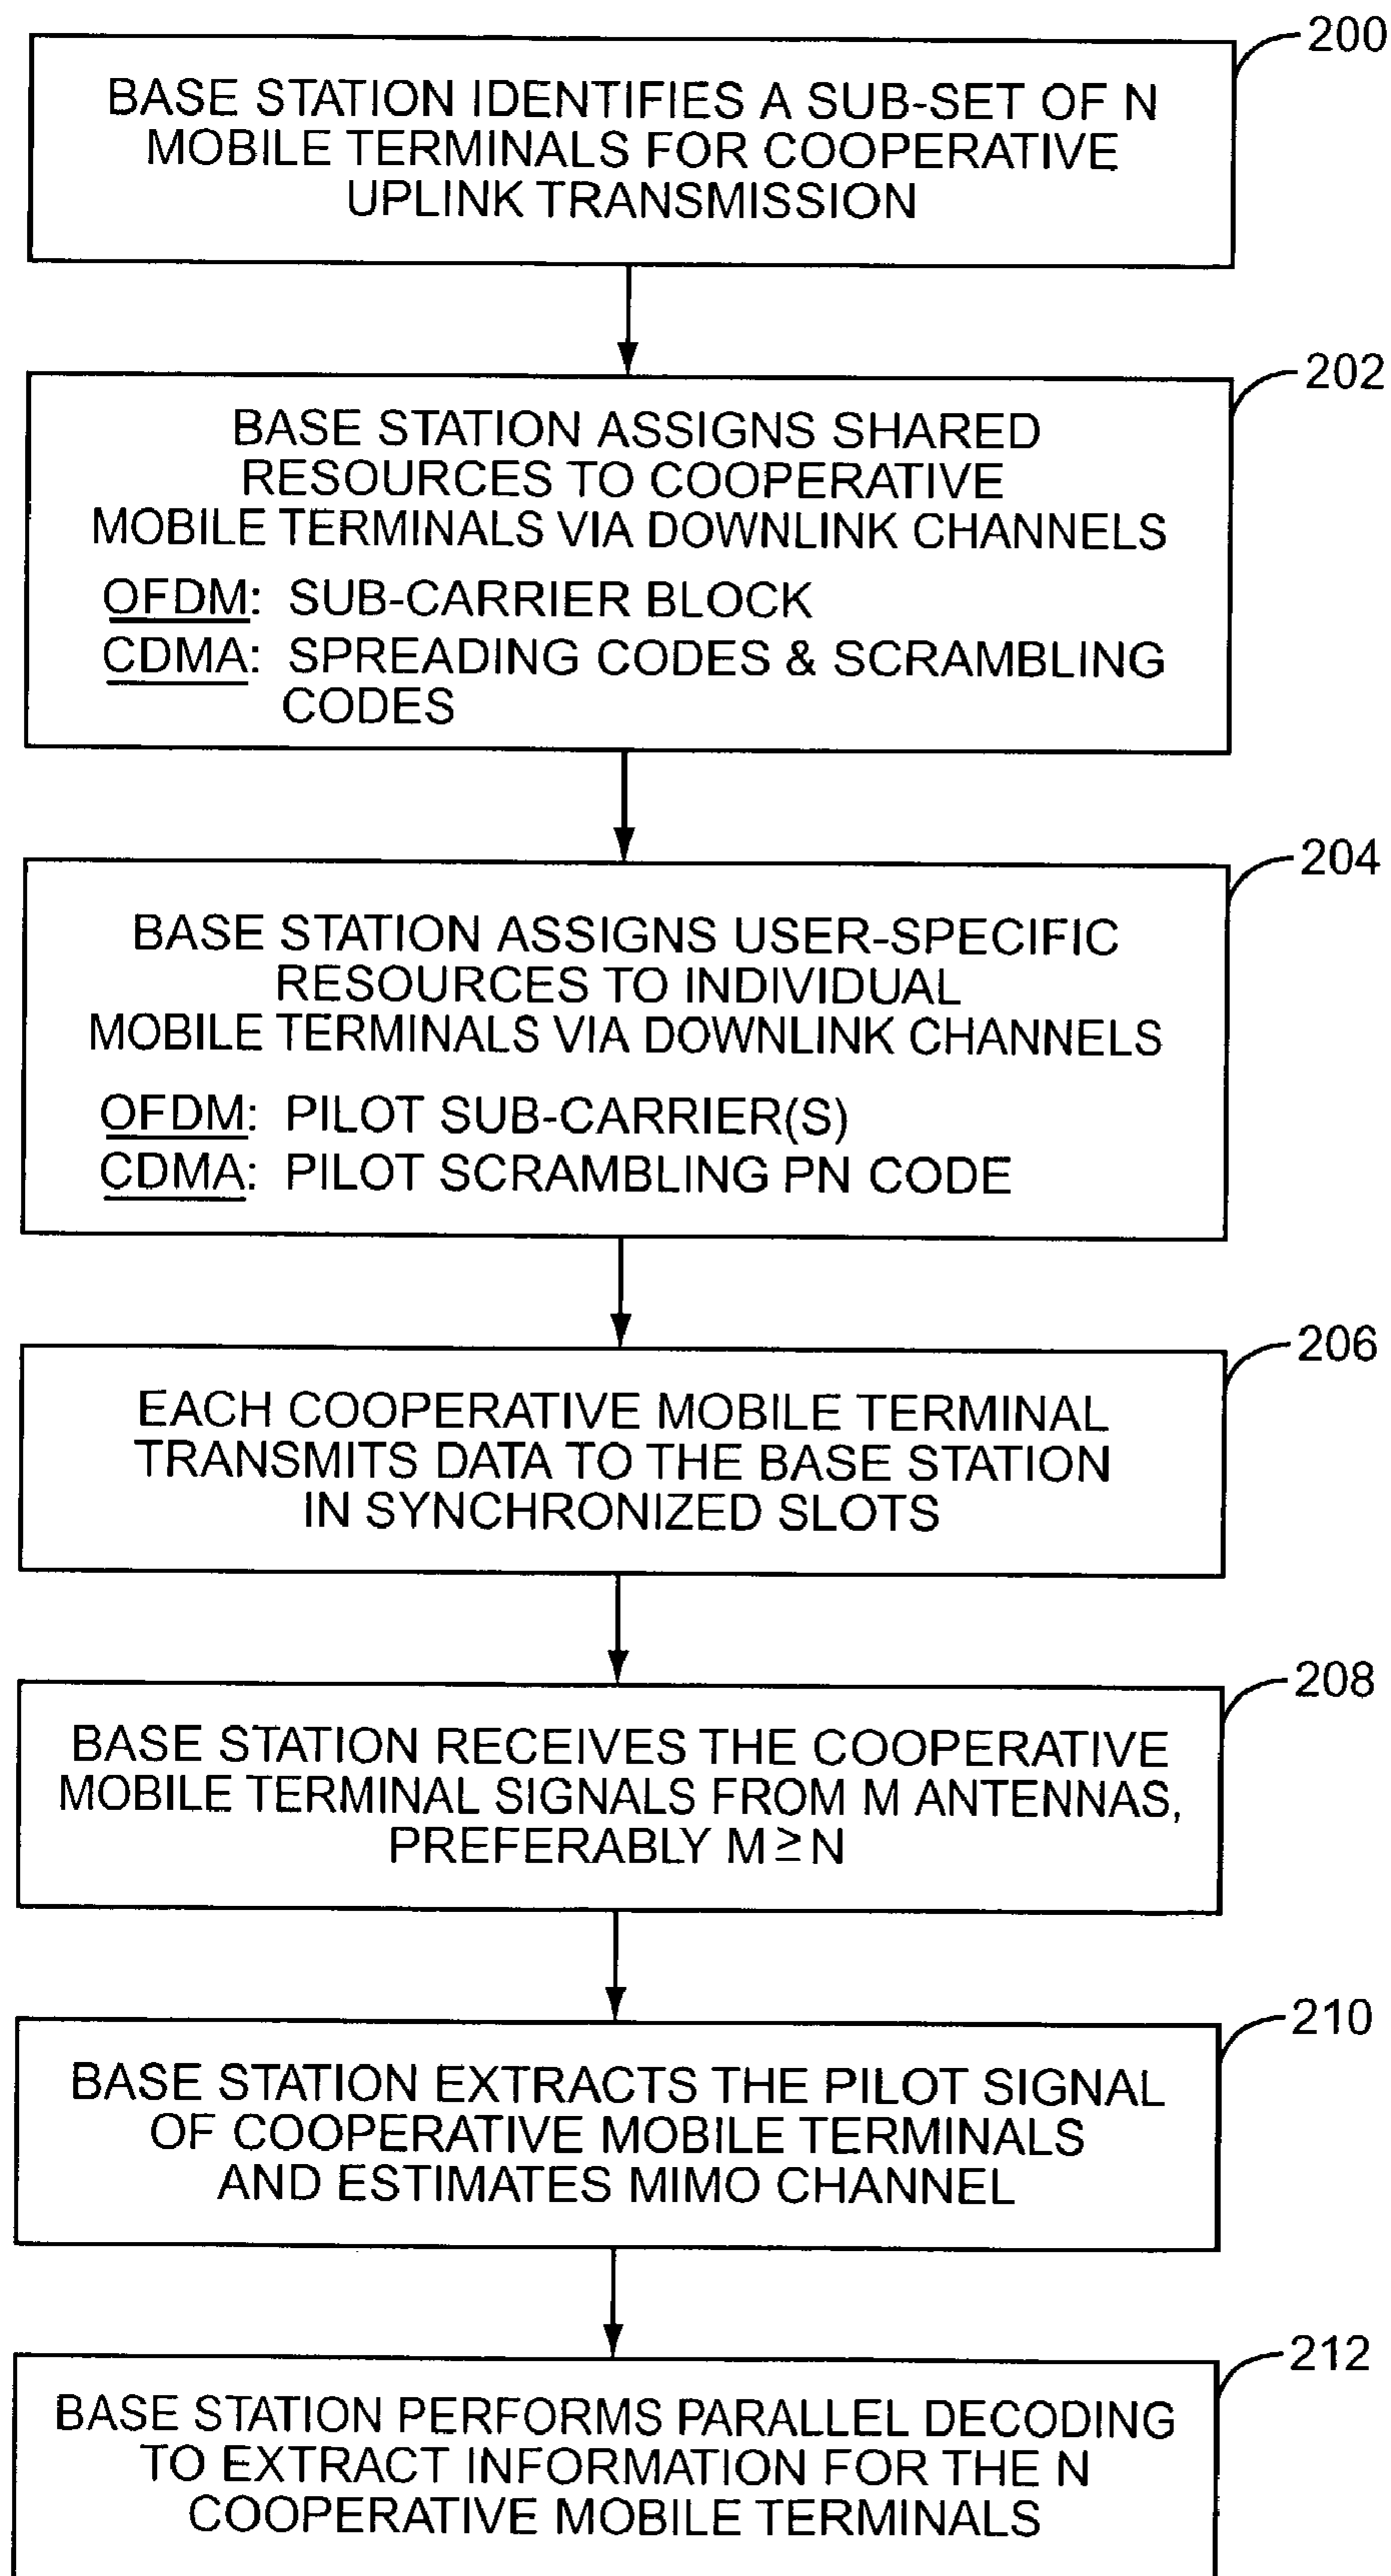 200
BASE STATION IDENTIFIES A SUB-SET OF N
MOBILE TERMINALS FOR COOPERATIVE
UPLINK TRANSMISSION
202
BASE STATION ASSIGNS SHARED
RESOURCES TO COOPERATIVE
MOBILE TERMINALS VIA DOWNLINK CHANNELS
OFDM: SUB-CARRIER BLOCK
CDMA: SPREADING CODES & SCRAMBLING
CODES
204
BASE STATION ASSIGNS USER-SPECIFIC
RESOURCES TO INDIVIDUAL
MOBILE TERMINALS VIA DOWNLINK CHANNELS
OFDM: PILOT SUB-CARRIER(S)
CDMA: PILOT SCRAMBLING PN CODE
206
EACH COOPERATIVE MOBILE TERMINAL
TRANSMITS DATA TO THE BASE STATION
IN SYNCHRONIZED SLOTS
208
BASE STATION RECEIVES THE COOPERATIVE
MOBILE TERMINAL SIGNALS FROM M ANTENNAS,
PREFERABLY M ≥ N
210
BASE STATION EXTRACTS THE PILOT SIGNAL
OF COOPERATIVE MOBILE TERMINALS
AND ESTIMATES MIMO CHANNEL
212
BASE STATION PERFORMS PARALLEL DECODING
TO EXTRACT INFORMATION FOR THE N
COOPERATIVE MOBILE TERMINALS